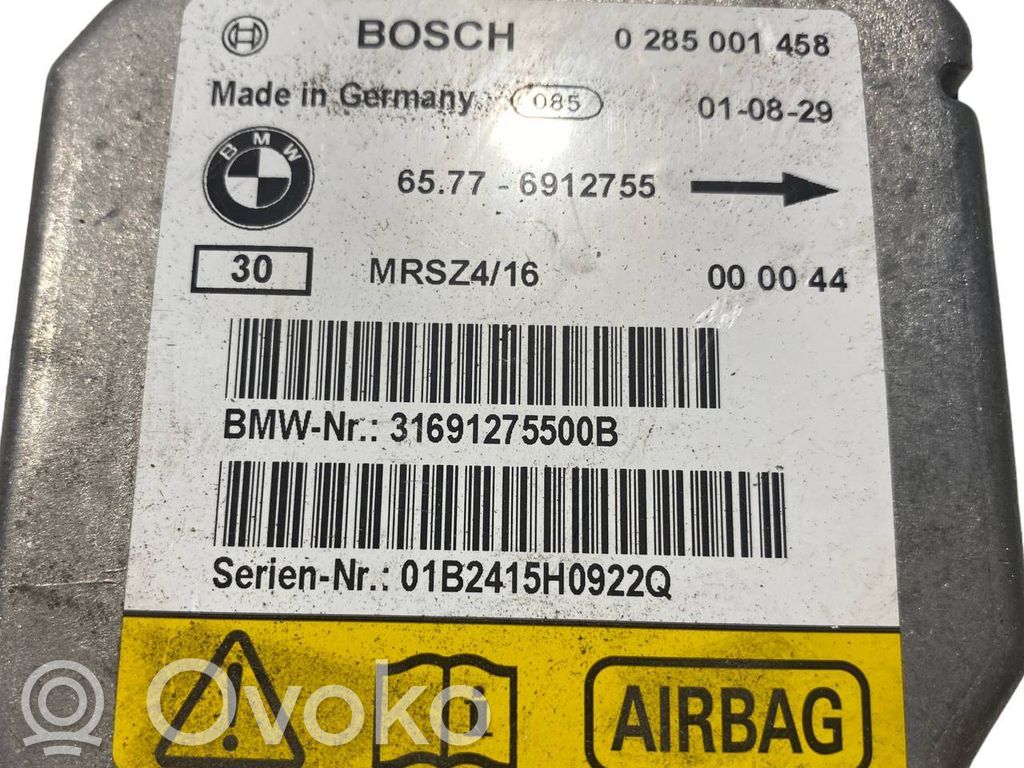 BOSCH 0 285 001 458
Made in Germany 085 01-08-29
BMW
65.77 - 6912755
30 MRSZ4/16 00 00 44
BMW-Nr.: 31691275500B
Serien-Nr.: 01B2415H0922Q
AIRBAG
Ovoko